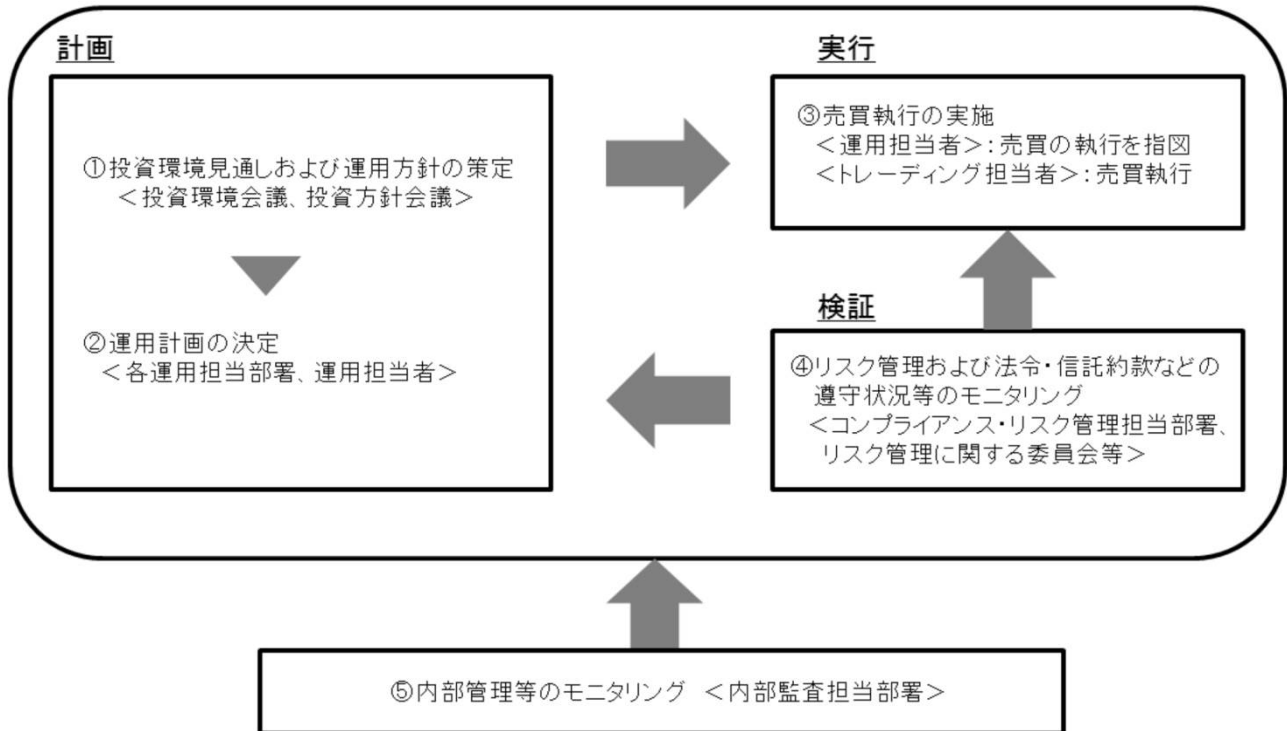 計画
①投資環境見通しおよび運用方針の策定
＜投資環境会議、投資方針会議＞
②運用計画の決定
＜各運用担当部署、運用担当者＞
実行
③売買執行の実施
＜運用担当者＞：売買の執行を指図
＜トレーディング担当者＞：売買執行
検証
④リスク管理および法令・信託約款などの
遵守状況等のモニタリング
＜コンプライアンス・リスク管理担当部署、
リスク管理に関する委員会等＞
⑤内部管理等のモニタリング ＜内部監査担当部署＞